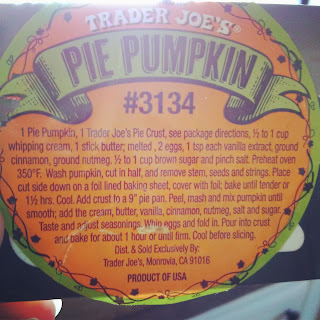 TRADER JOE'S®
PIE PUMPKIN
#3134
1 Pie Pumpkin, 1 Trader Joe's Pie Crust, see package directions, ½ to 1 cup
whipping cream, 1 stick butter; melted , 2 eggs, 1 tsp each vanilla extract, ground
cinnamon, ground nutmeg. ½ to 1 cup brown sugar and pinch salt. Preheat oven
350°F. Wash pumpkin, cut in half, and remove stem, seeds and strings. Place
cut side down on a foil lined baking sheet, cover with foil; bake until tender or
1½ hrs. Cool. Add crust to a 9" pie pan. Peel, mash and mix pumpkin until
smooth; add the cream, butter, vanilla, cinnamon, nutmeg, salt and sugar.
Taste and adjust seasonings. Whip eggs and fold in. Pour into crust
and bake for about 1 hour or until firm. Cool before slicing.
Dist. & Sold Exclusively By:
Trader Joe's, Monrovia, CA 91016
PRODUCT OF USA